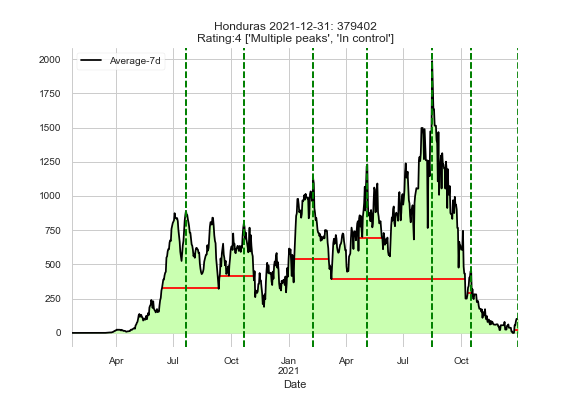 Honduras 2021-12-31: 379402
Rating:4 ['Multiple peaks', 'In control']
Average-7d
2000
1750
1500
1250
1000
750
500
250
0
Apr Jul Oct Jan Apr Jul Oct
2021
Date